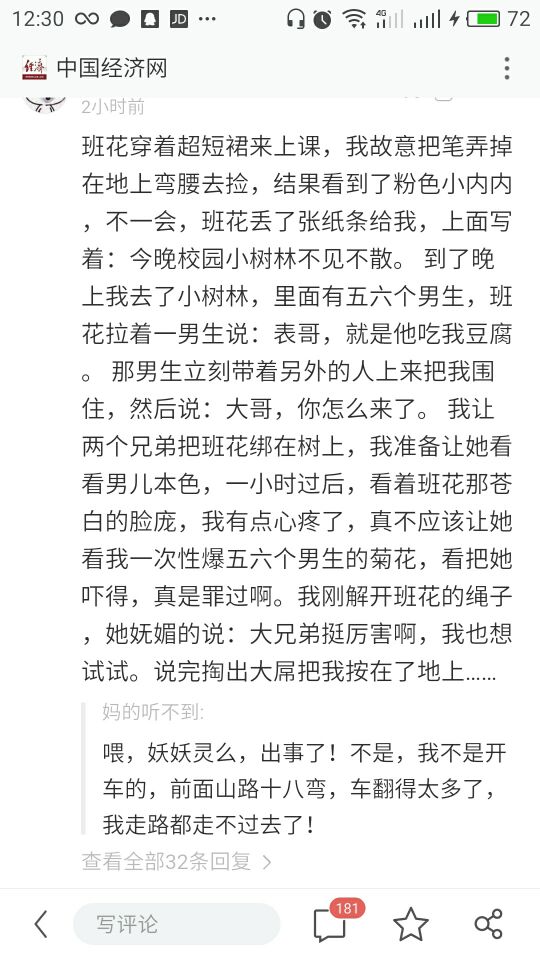 12:30
JD
4G
72
经济
中国经济网
2小时前
班花穿着超短裙来上课，我故意把笔弄掉
在地上弯腰去捡，结果看到了粉色小内内
，不一会，班花丢了张纸条给我，上面写
着：今晚校园小树林不见不散。 到了晚
上我去了小树林，里面有五六个男生，班
花拉着一男生说：表哥，就是他吃我豆腐
。 那男生立刻带着另外的人上来把我围
住，然后说：大哥，你怎么来了。 我让
两个兄弟把班花绑在树上，我准备让她看
看男儿本色，一小时过后，看着班花那苍
白的脸庞，我有点心疼了，真不应该让她
看我一次性爆五六个男生的菊花，看把她
吓得，真是罪过啊。我刚解开班花的绳子
，她妩媚的说：大兄弟挺厉害啊，我也想
试试。说完掏出大屌把我按在了地上……
妈的听不到:
喂，妖妖灵么，出事了！不是，我不是开
车的，前面山路十八弯，车翻得太多了，
我走路都走不过去了！
查看全部32条回复
写评论
181